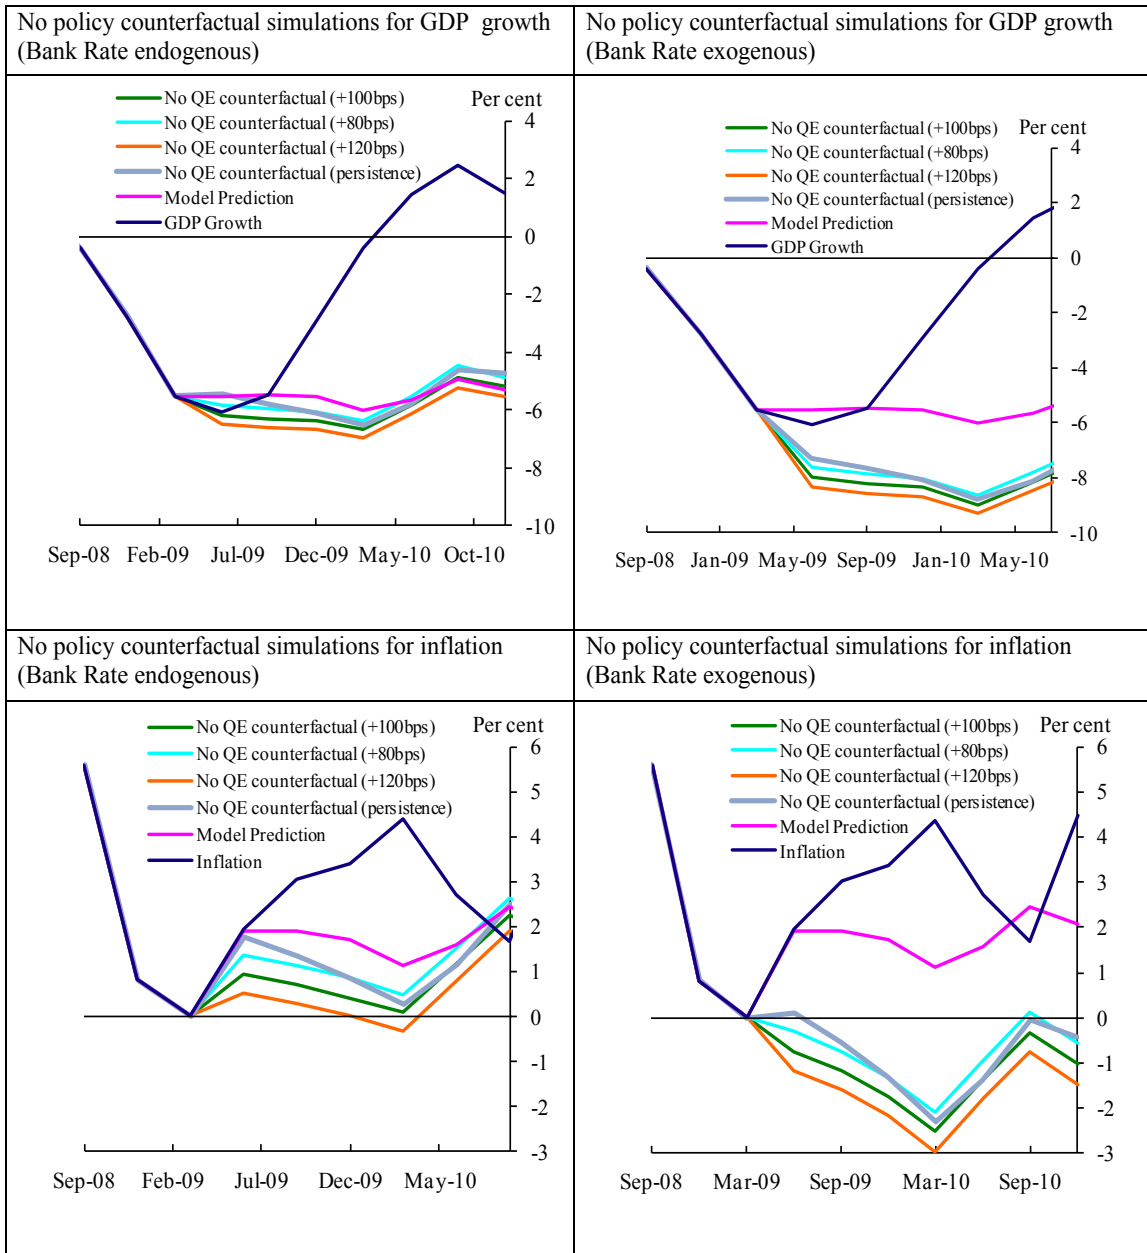 No policy counterfactual simulations for GDP growth
(Bank Rate endogenous)
No QE counterfactual (+100bps)
No QE counterfactual (+80bps)
No QE counterfactual (+120bps)
No QE counterfactual (persistence)
Model Prediction
GDP Growth
Per cent
4
2
0
-2
-4
-6
-8
-10
Sep-08 Feb-09 Jul-09 Dec-09 May-10 Oct-10
No policy counterfactual simulations for GDP growth
(Bank Rate exogenous)
No QE counterfactual (+100bps)
No QE counterfactual (+80bps)
No QE counterfactual (+120bps)
No QE counterfactual (persistence)
Model Prediction
GDP Growth
Per cent
4
2
0
-2
-4
-6
-8
-10
Sep-08 Jan-09 May-09 Sep-09 Jan-10 May-10
No policy counterfactual simulations for inflation
(Bank Rate endogenous)
No QE counterfactual (+100bps)
No QE counterfactual (+80bps)
No QE counterfactual (+120bps)
No QE counterfactual (persistence)
Model Prediction
Inflation
Per cent
6
5
4
3
2
1
0
-1
-2
-3
Sep-08 Feb-09 Jul-09 Dec-09 May-10
No policy counterfactual simulations for inflation
(Bank Rate exogenous)
No QE counterfactual (+100bps)
No QE counterfactual (+80bps)
No QE counterfactual (+120bps)
No QE counterfactual (persistence)
Model Prediction
Inflation
Per cent
6
5
4
3
2
1
0
-1
-2
-3
Sep-08 Mar-09 Sep-09 Mar-10 Sep-10